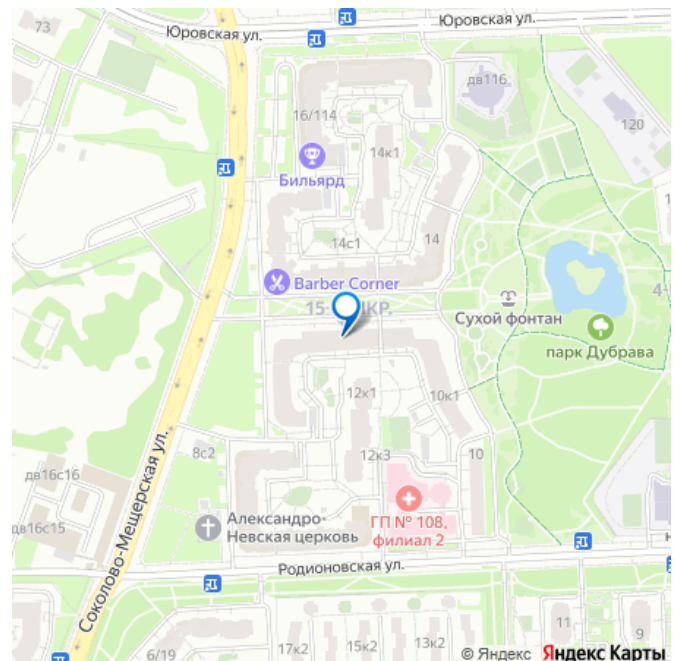 73
Юровская ул.
дв116
16/114
120
14к1
Бильярд
14с1
14
Barber Corner
4-
15-
МКР.
Сухой фонтан
парк Дубрава
12к1
10к1
8с2
12к3
10
дв16с16
дв16с15
Александро-
Невская церковь
ГП № 108,
филиал 2
Соколово-Мещерская ул.
Родионовская ул.
11
9
6/19
17к2
15к2
13к2
© Яндекс Яндекс Карты